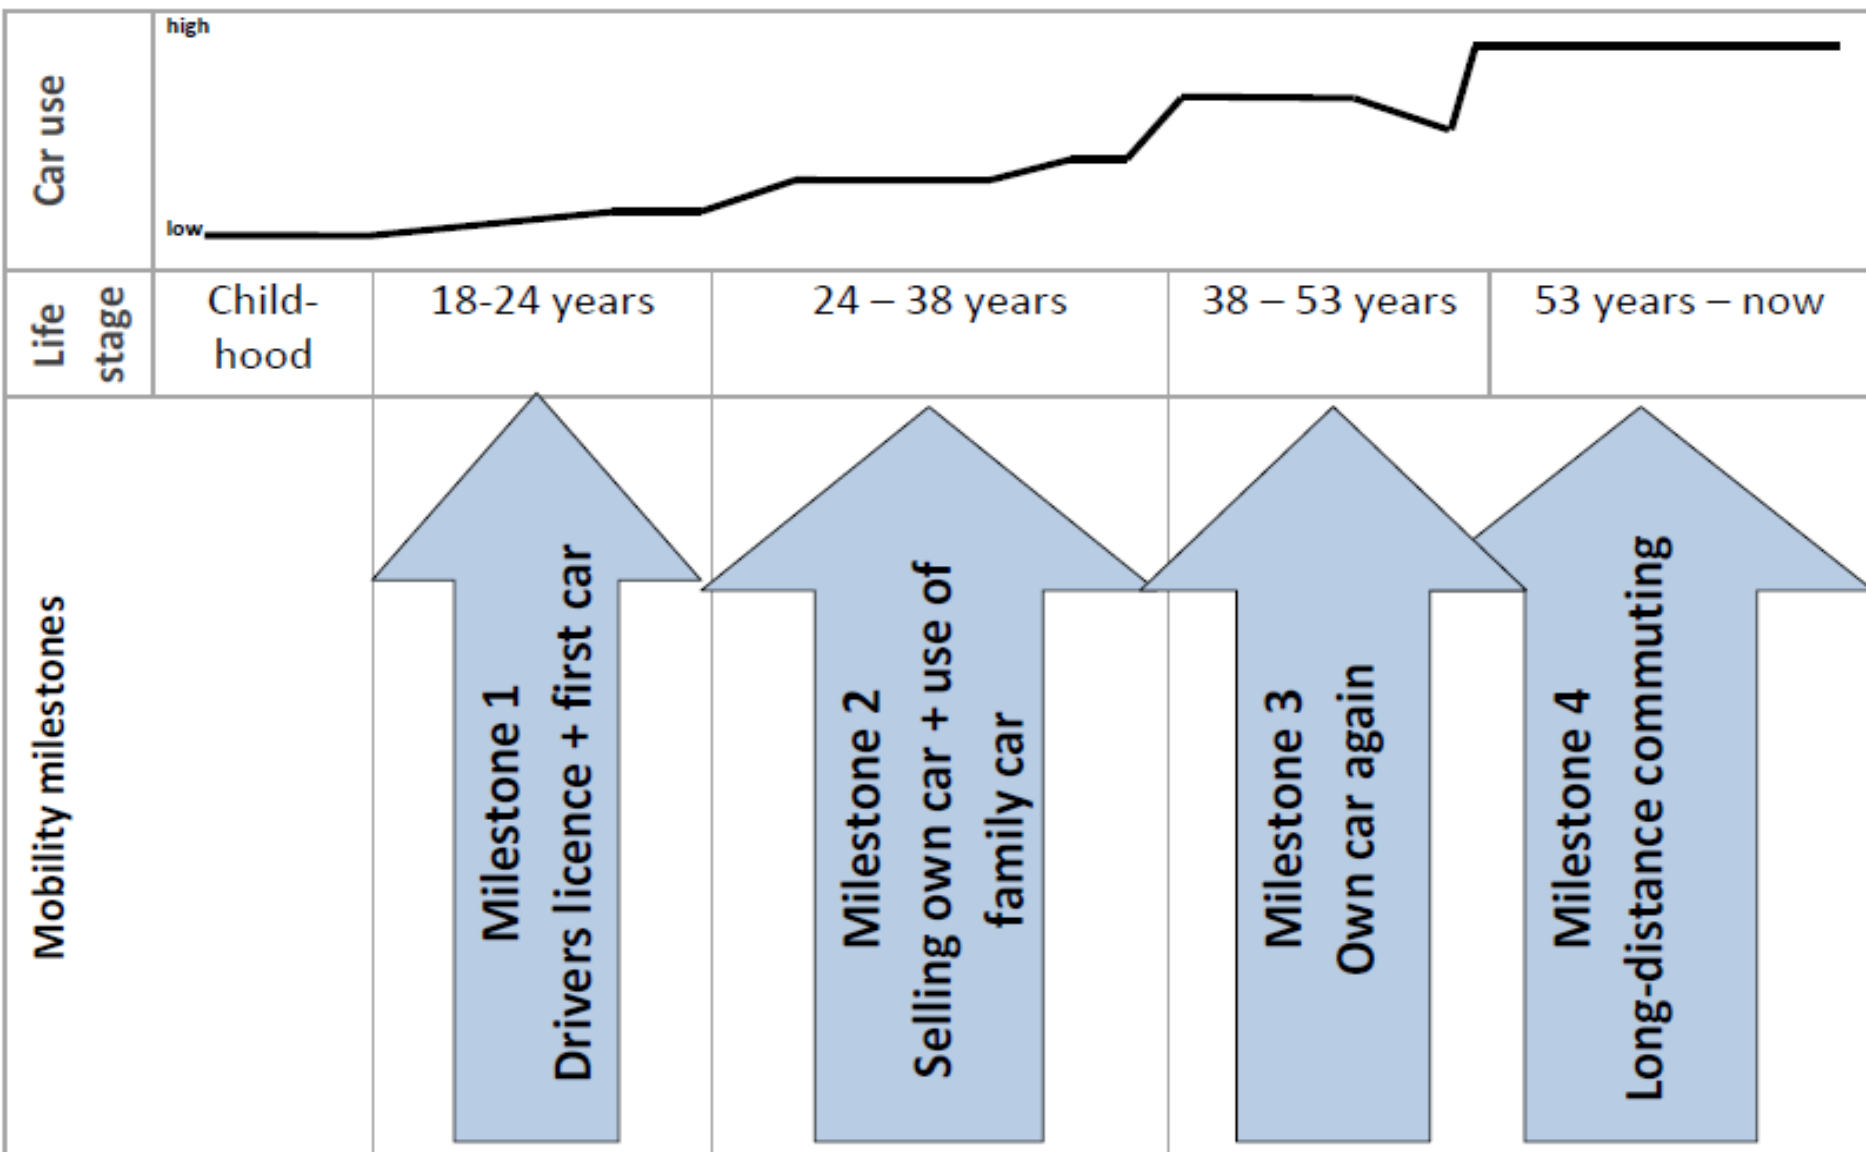 high
Car use
low
Life
stage
Child-
hood
18-24 years
24 – 38 years
38 – 53 years
53 years – now
Mobility milestones
Milestone 1
Drivers licence + first car
Milestone 2
Selling own car + use of
family car
Milestone 3
Own car again
Milestone 4
Long-distance commuting